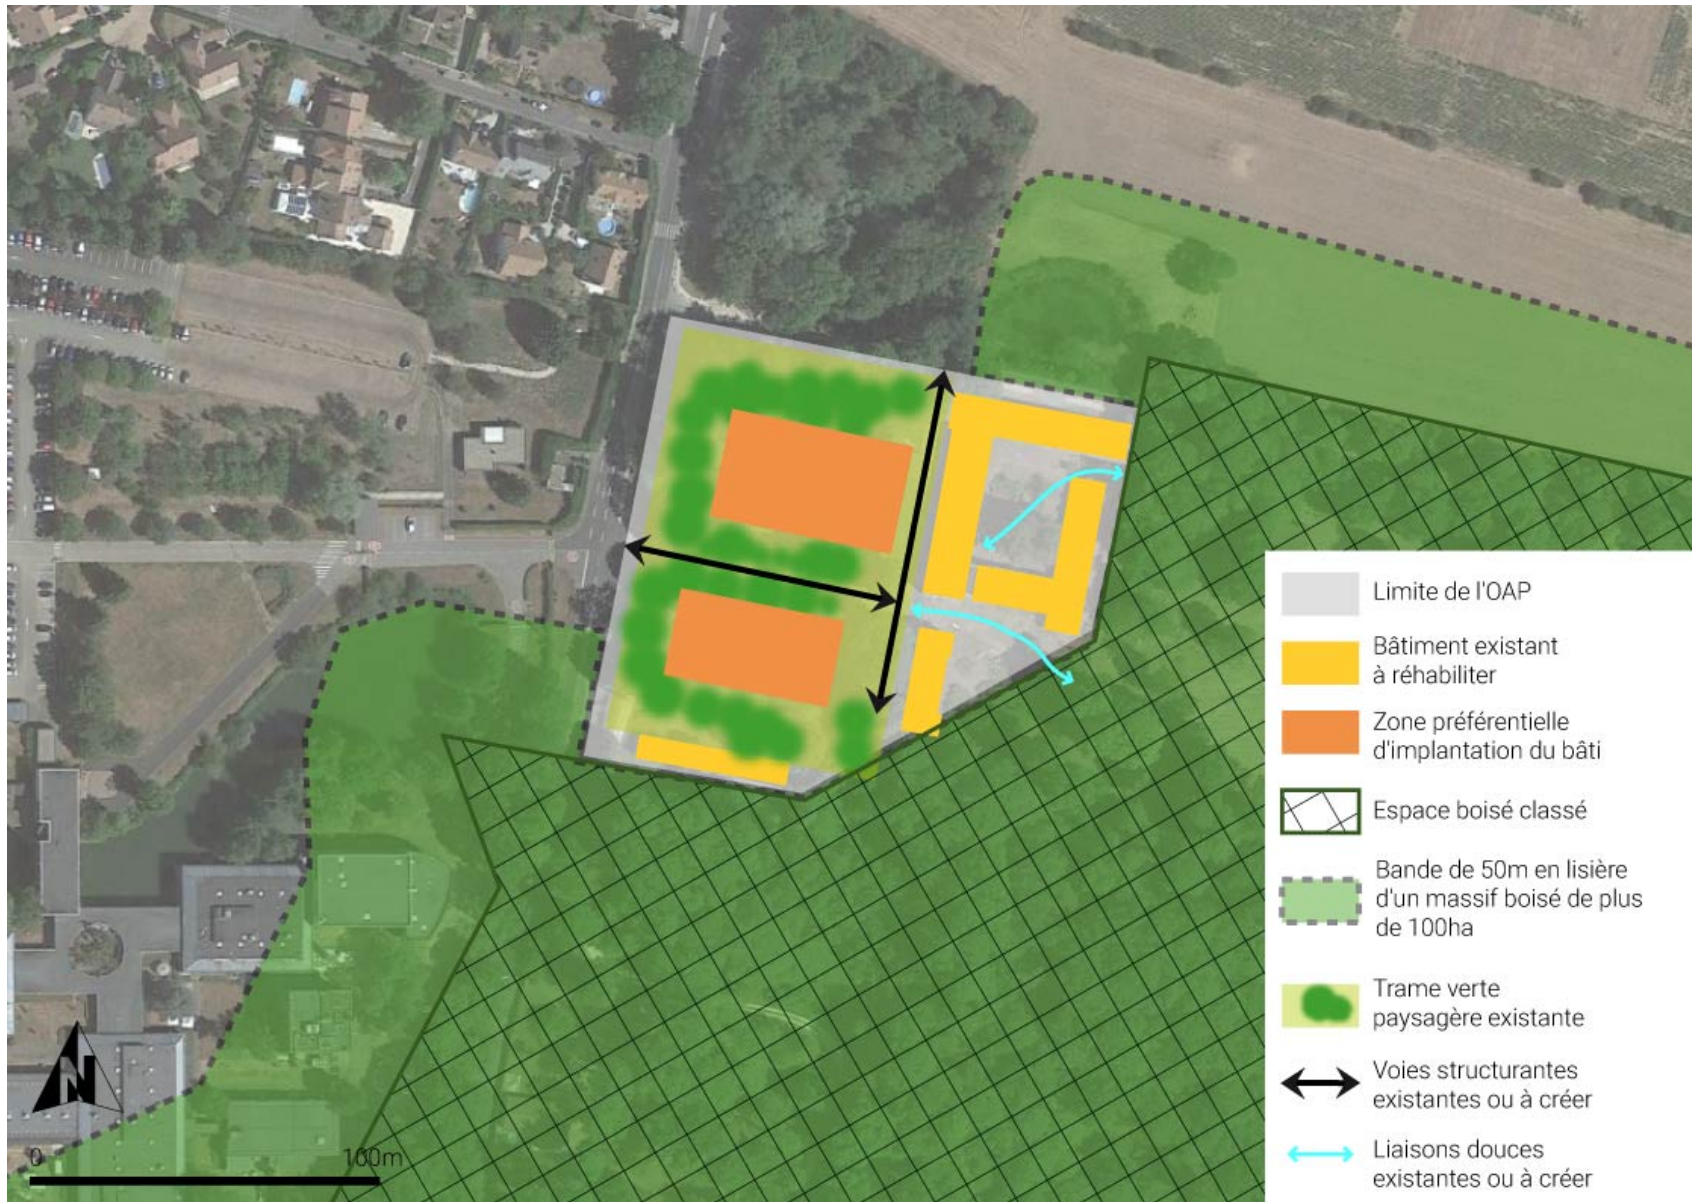 Limite de l'OAP
Bâtiment existant
à réhabiliter
Zone préférentielle
d'implantation du bâti
Espace boisé classé
Bande de 50m en lisière
d'un massif boisé de plus
de 100ha
Trame verte
paysagère existante
Voies structurantes
existantes ou à créer
Liaisons douces
existantes ou à créer
N
0 100m